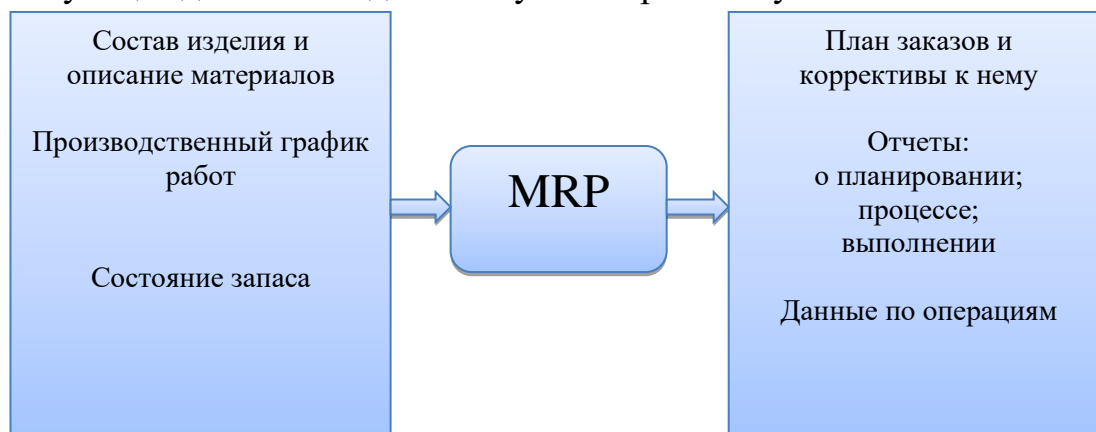 Состав изделия и
описание материалов
Производственный график
работ
Состояние запаса
MRP
План заказов и
коррективы к нему
Отчеты:
о планировании;
процессе;
выполнении
Данные по операциям